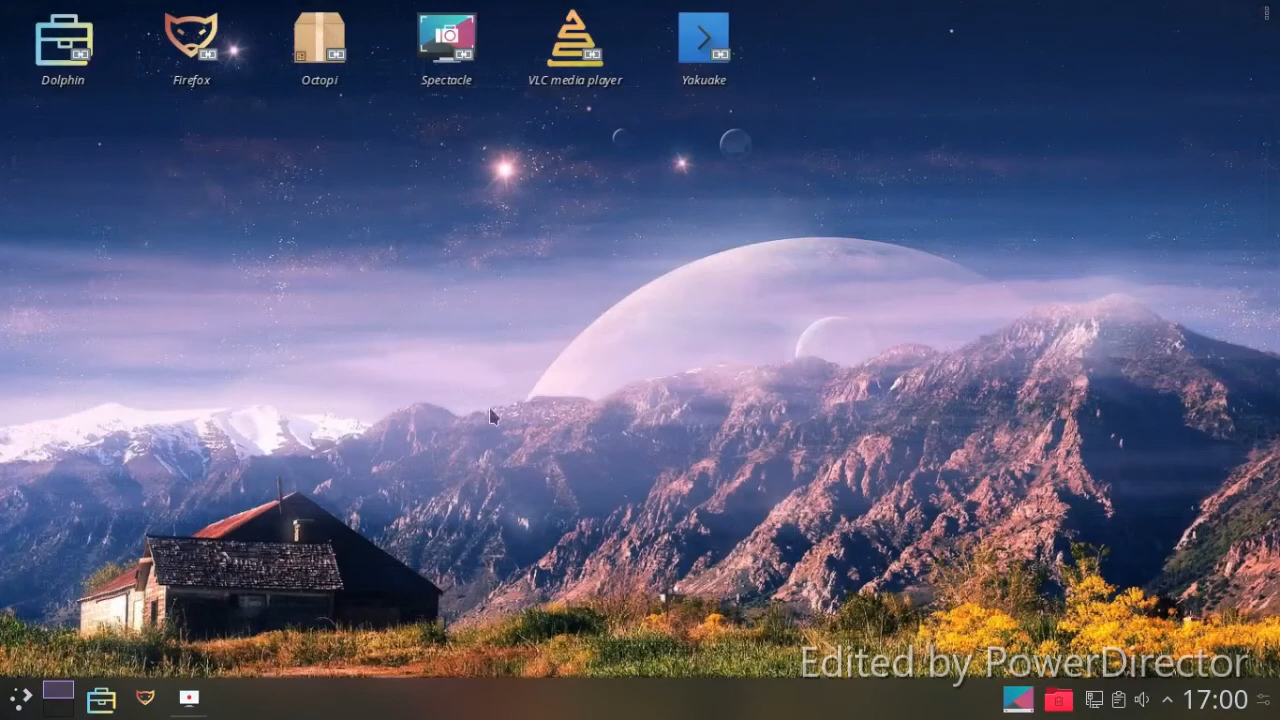 Dolphin
Firefox
Octopi
Spectacle
VLC media player
Yakuake
Edited by PowerDirector
17:00